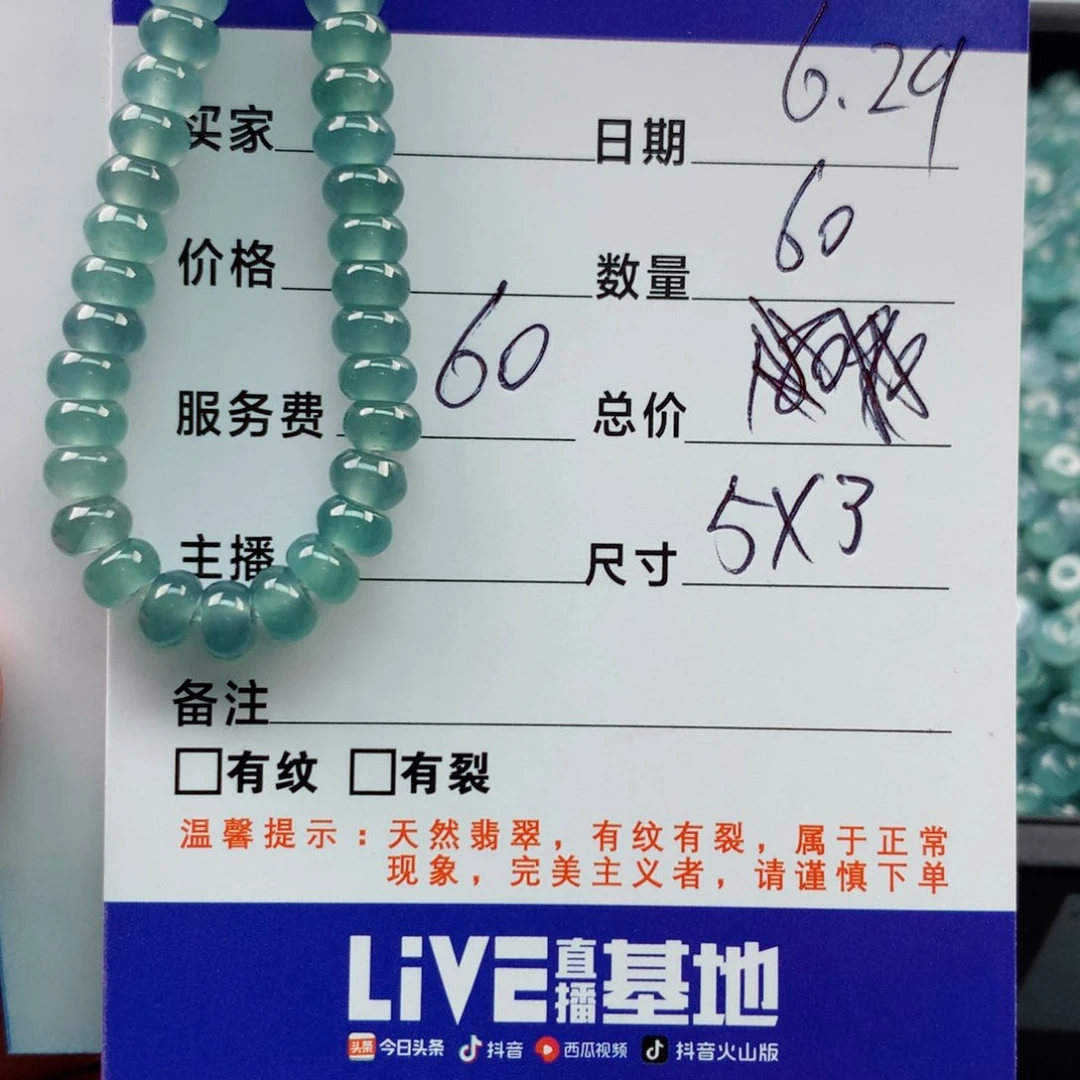 买家 日期 6.29
价格 数量 60
服务费 60 总价
主播 尺寸 5X3
备注
有纹 有裂
温馨提示：天然翡翠，有纹有裂，属于正常
现象，完美主义者，请谨慎下单
LiVE直播基地
头条 今日头条 抖音 西瓜视频 抖音火山版